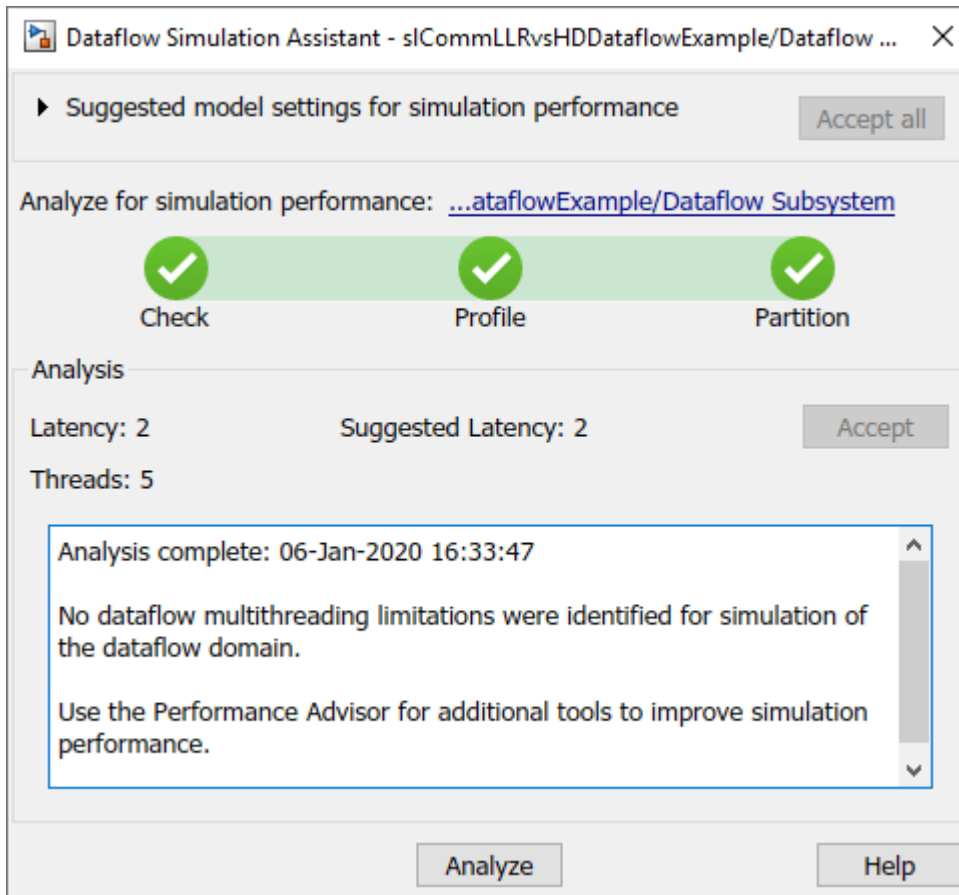 Dataflow Simulation Assistant - slCommLLRvsHDDataflowExample/Dataflow ...
Suggested model settings for simulation performance
Accept all
Analyze for simulation performance: ...ataflowExample/Dataflow Subsystem
Check Profile Partition
Analysis
Latency: 2 Suggested Latency: 2 Accept
Threads: 5
Analysis complete: 06-Jan-2020 16:33:47
No dataflow multithreading limitations were identified for simulation of
the dataflow domain.
Use the Performance Advisor for additional tools to improve simulation
performance.
Analyze Help